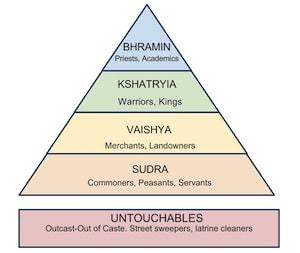 BHRAMIN
Priests, Academics
KSHATRYIA
Warriors, Kings
VAISHYA
Merchants, Landowners
SUDRA
Commoners, Peasants, Servants
UNTOUCHABLES
Outcast-Out of Caste. Street sweepers, latrine cleaners